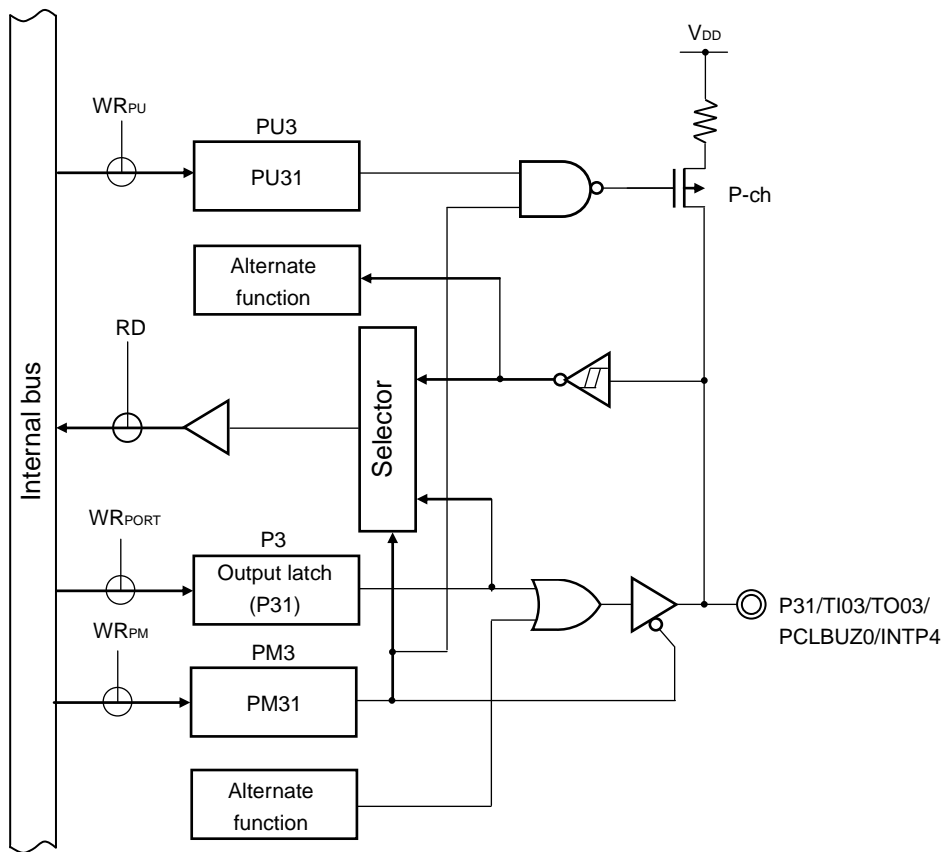 VDD
WRPU
PU3
PU31
P-ch
Alternate
function
RD
Internal bus
Selector
WRPORT
P3
Output latch
(P31)
P31/TI03/TO03/
PCLBUZ0/INTP4
WRPM
PM3
PM31
Alternate
function